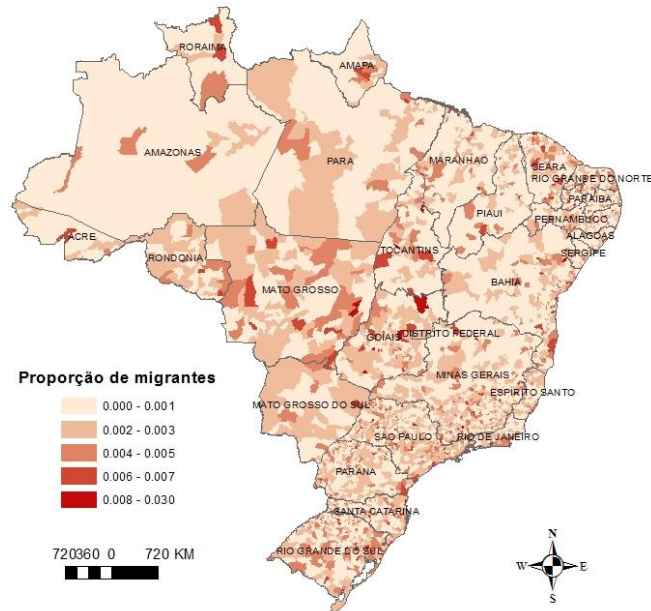 RORAIMA
AMAPA
AMAZONAS
PARA
MARANHAO
SEARA
RIO GRANDE DO NORTE
PARAIBA
PIAUI
PERNAMBUCO
ALAGOAS
SERGIPE
ACRE
RONDONIA
TOCANTINS
BAHIA
MATO GROSSO
GOIAIS
DISTRITO FEDERAL
MINAS GERAIS
ESPIRITO SANTO
MATO GROSSO DO SUL
SAO PAULO
RIO DE JANEIRO
PARANA
SANTA CATARINA
RIO GRANDE DO SUL
Proporção de migrantes
0.000 - 0.001
0.002 - 0.003
0.004 - 0.005
0.006 - 0.007
0.008 - 0.030
720360 0 720 KM
N
W E
S